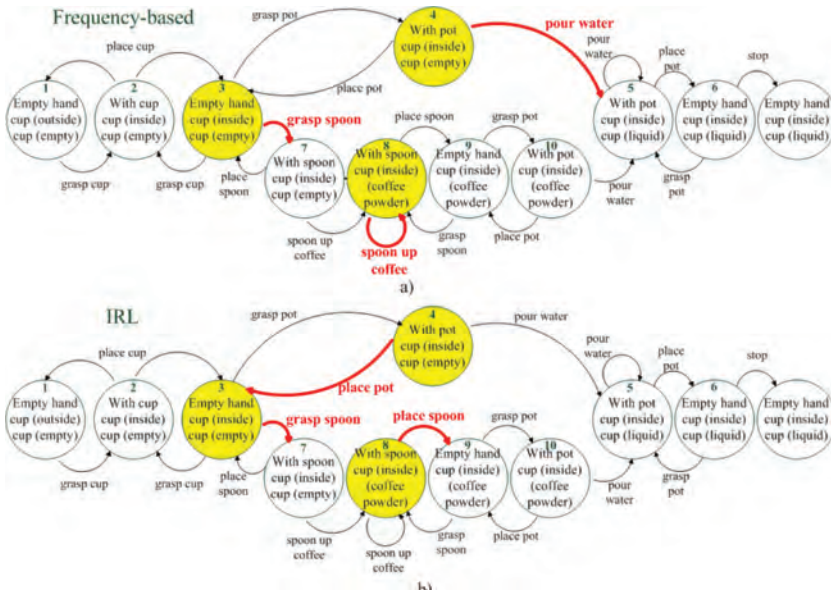 Frequency-based
place cup
grasp pot
4
With pot
cup (inside)
cup (empty)
pour water
place pot
pour
water
place
pot
stop
1
Empty hand
cup (outside)
cup (empty)
2
With cup
cup (inside)
cup (empty)
3
Empty hand
cup (inside)
cup (empty)
5
With pot
cup (inside)
cup (liquid)
6
Empty hand
cup (inside)
cup (liquid)
Empty hand
cup (inside)
cup (liquid)
grasp spoon
place spoon
grasp pot
grasp cup
grasp cup
place
spoon
7
With spoon
cup (inside)
cup (empty)
8
With spoon
cup (inside)
(coffee
powder)
9
Empty hand
cup (inside)
(coffee
powder)
10
With pot
cup (inside)
(coffee
powder)
pour
water
grasp
pot
spoon up
coffee
spoon up
coffee
grasp
spoon
place pot
a)
IRL
place cup
grasp pot
4
With pot
cup (inside)
cup (empty)
pour water
place pot
pour
water
place
pot
stop
1
Empty hand
cup (outside)
cup (empty)
2
With cup
cup (inside)
cup (empty)
3
Empty hand
cup (inside)
cup (empty)
5
With pot
cup (inside)
cup (liquid)
6
Empty hand
cup (inside)
cup (liquid)
Empty hand
cup (inside)
cup (liquid)
grasp spoon
place spoon
grasp pot
grasp cup
grasp cup
place
spoon
7
With spoon
cup (inside)
cup (empty)
8
With spoon
cup (inside)
(coffee
powder)
9
Empty hand
cup (inside)
(coffee
powder)
10
With pot
cup (inside)
(coffee
powder)
pour
water
grasp
pot
spoon up
coffee
spoon up
coffee
grasp
spoon
place pot
b)